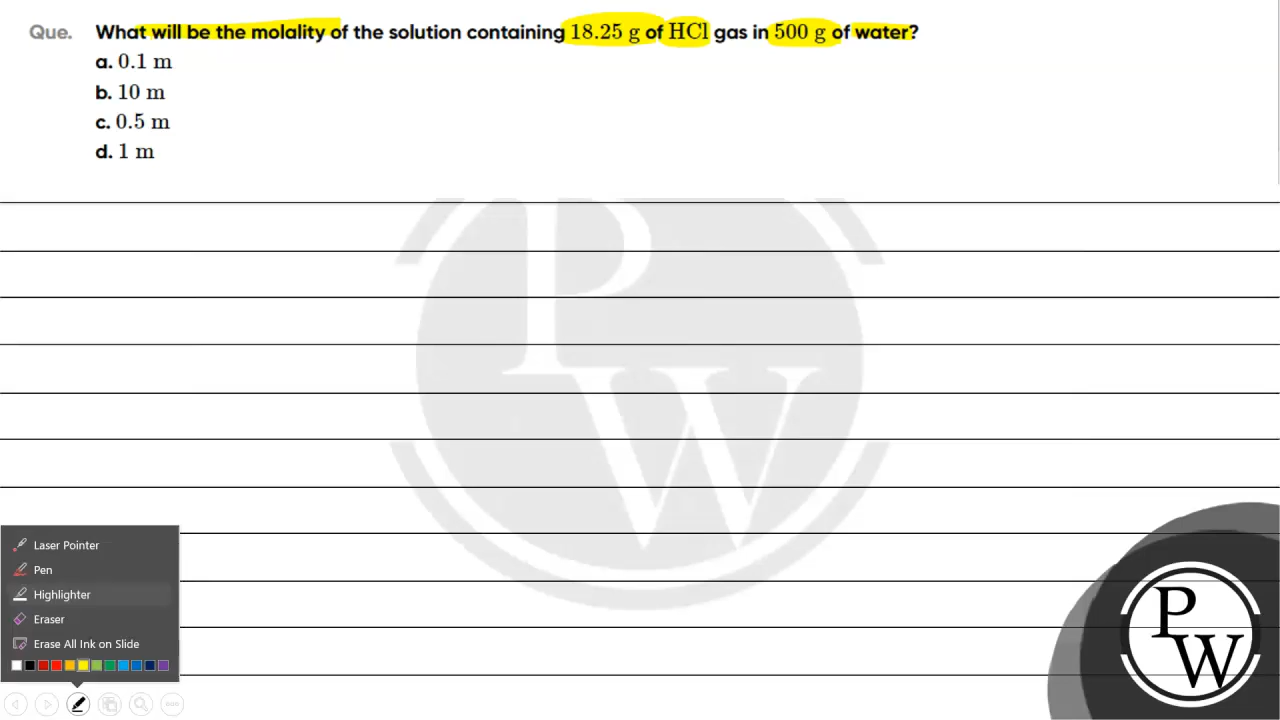 Que. What will be the molality of the solution containing 18.25 g of HCl gas in 500 g of water?
a. 0.1 m
b. 10 m
c. 0.5 m
d. 1 m
P
W
Laser Pointer
Pen
Highlighter
Eraser
Erase All Ink on Slide
P
W